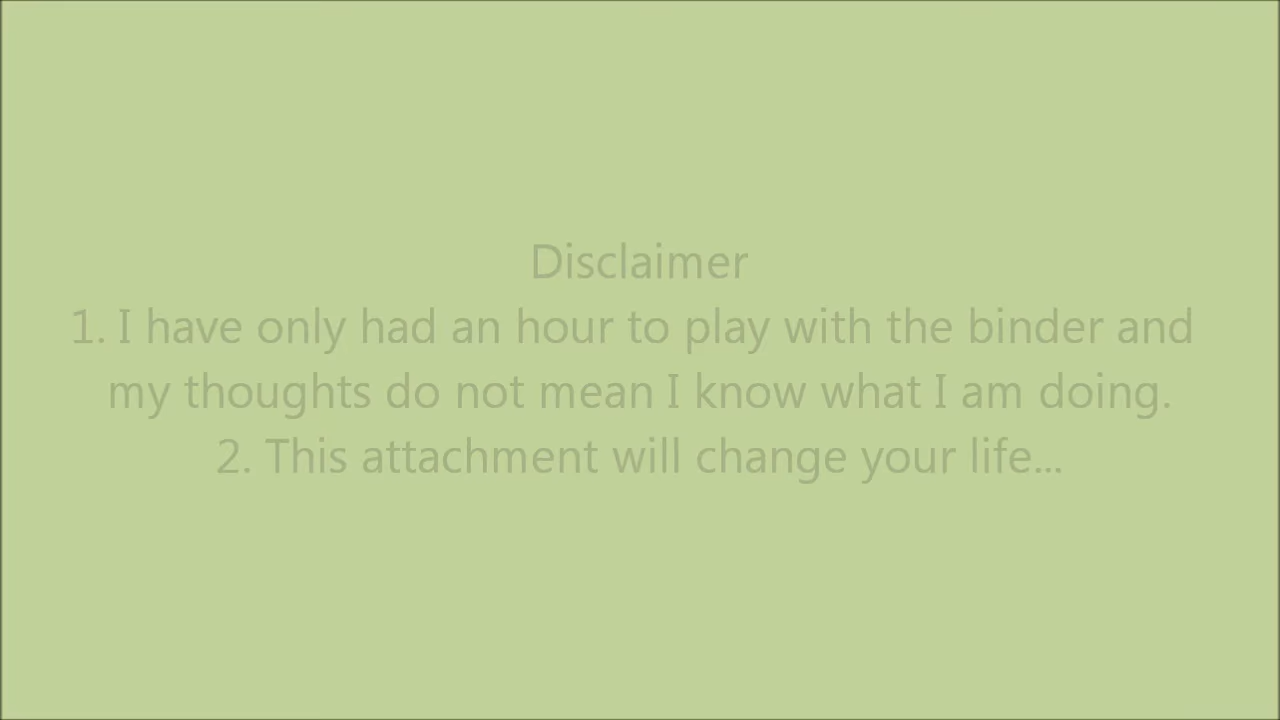 Disclaimer
1. I have only had an hour to play with the binder and
my thoughts do not mean I know what I am doing.
2. This attachment will change your life...